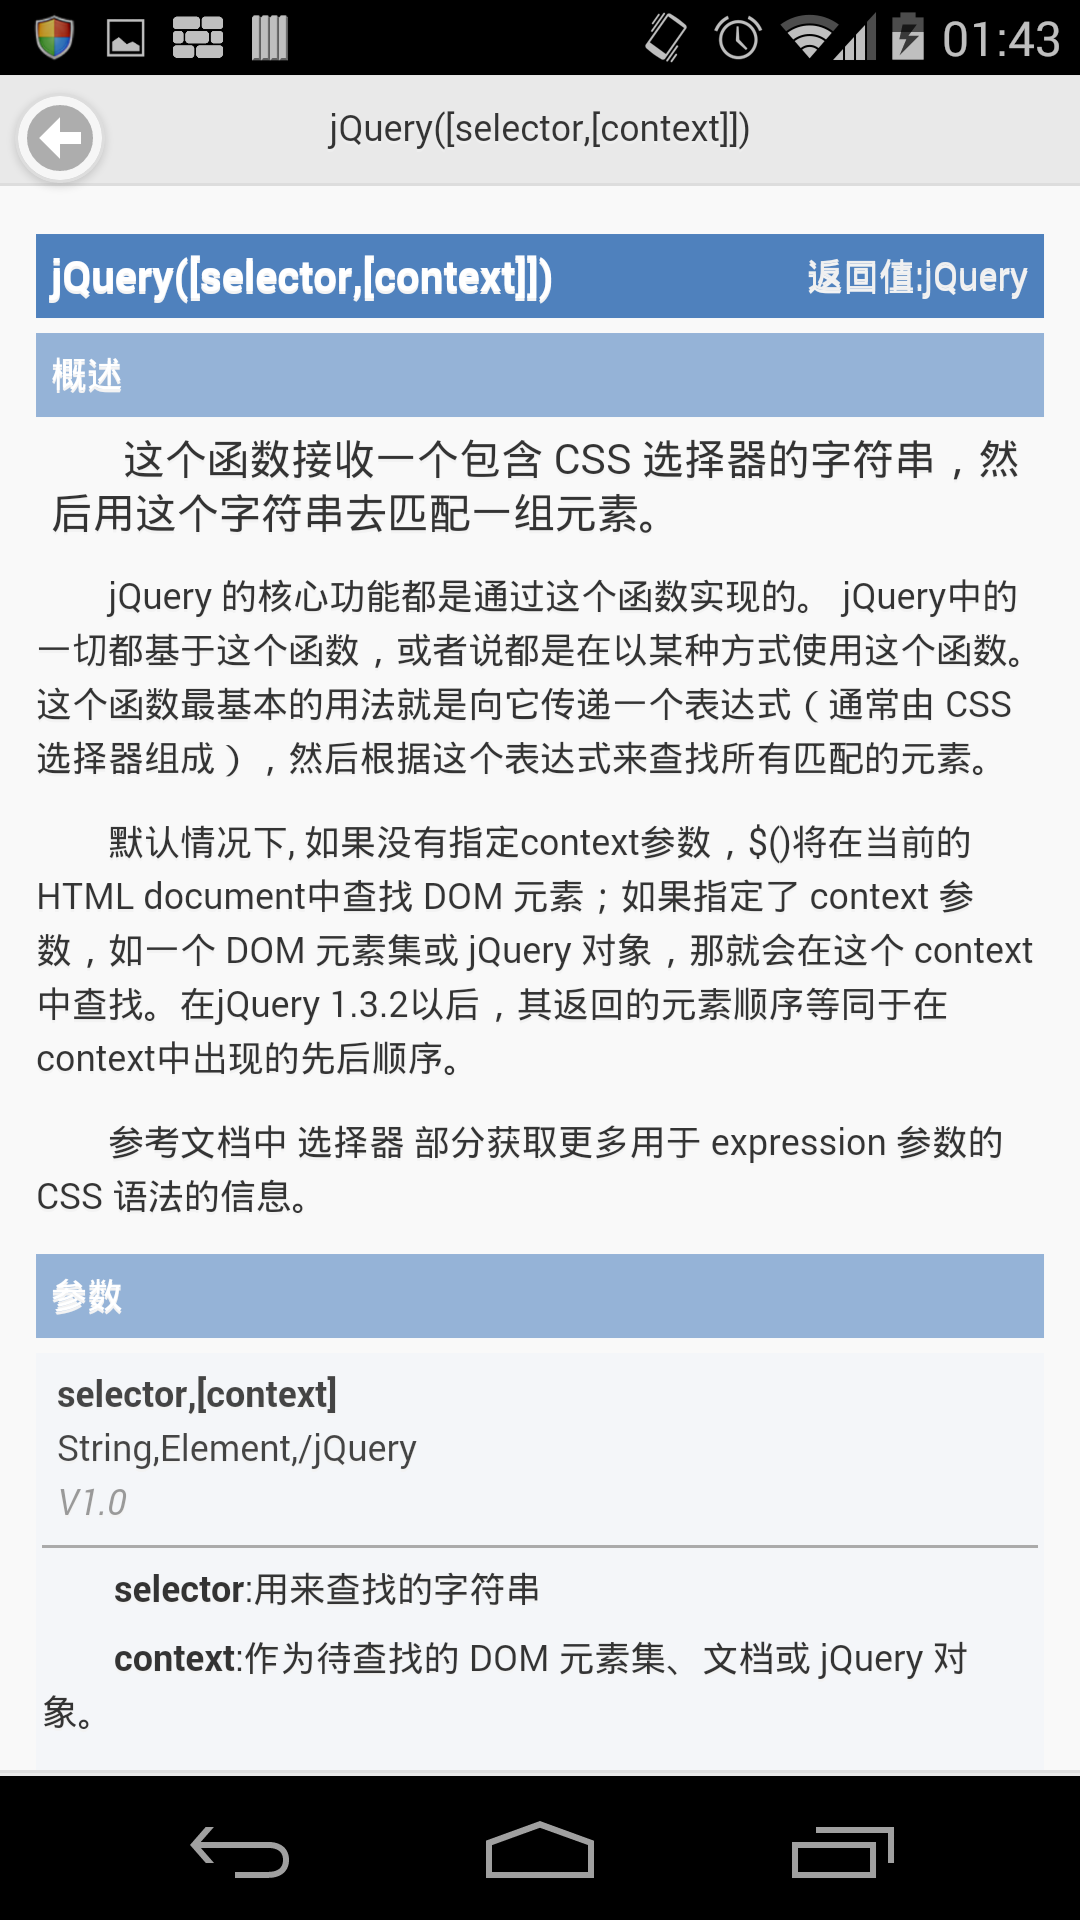 01:43
jQuery([selector,[context]])
jQuery([selector,[context]]) 返回值:jQuery
概述
这个函数接收一个包含 CSS 选择器的字符串，然
后用这个字符串去匹配一组元素。
jQuery 的核心功能都是通过这个函数实现的。 jQuery中的
一切都基于这个函数，或者说都是在以某种方式使用这个函数。
这个函数最基本的用法就是向它传递一个表达式（通常由 CSS
选择器组成），然后根据这个表达式来查找所有匹配的元素。
默认情况下, 如果没有指定context参数，$()将在当前的
HTML document中查找 DOM 元素；如果指定了 context 参
数，如一个 DOM 元素集或 jQuery 对象，那就会在这个 context
中查找。在jQuery 1.3.2以后，其返回的元素顺序等同于在
context中出现的先后顺序。
参考文档中 选择器 部分获取更多用于 expression 参数的
CSS 语法的信息。
参数
selector,[context]
String,Element,/jQuery
V1.0
selector:用来查找的字符串
context:作为待查找的 DOM 元素集、文档或 jQuery 对
象。